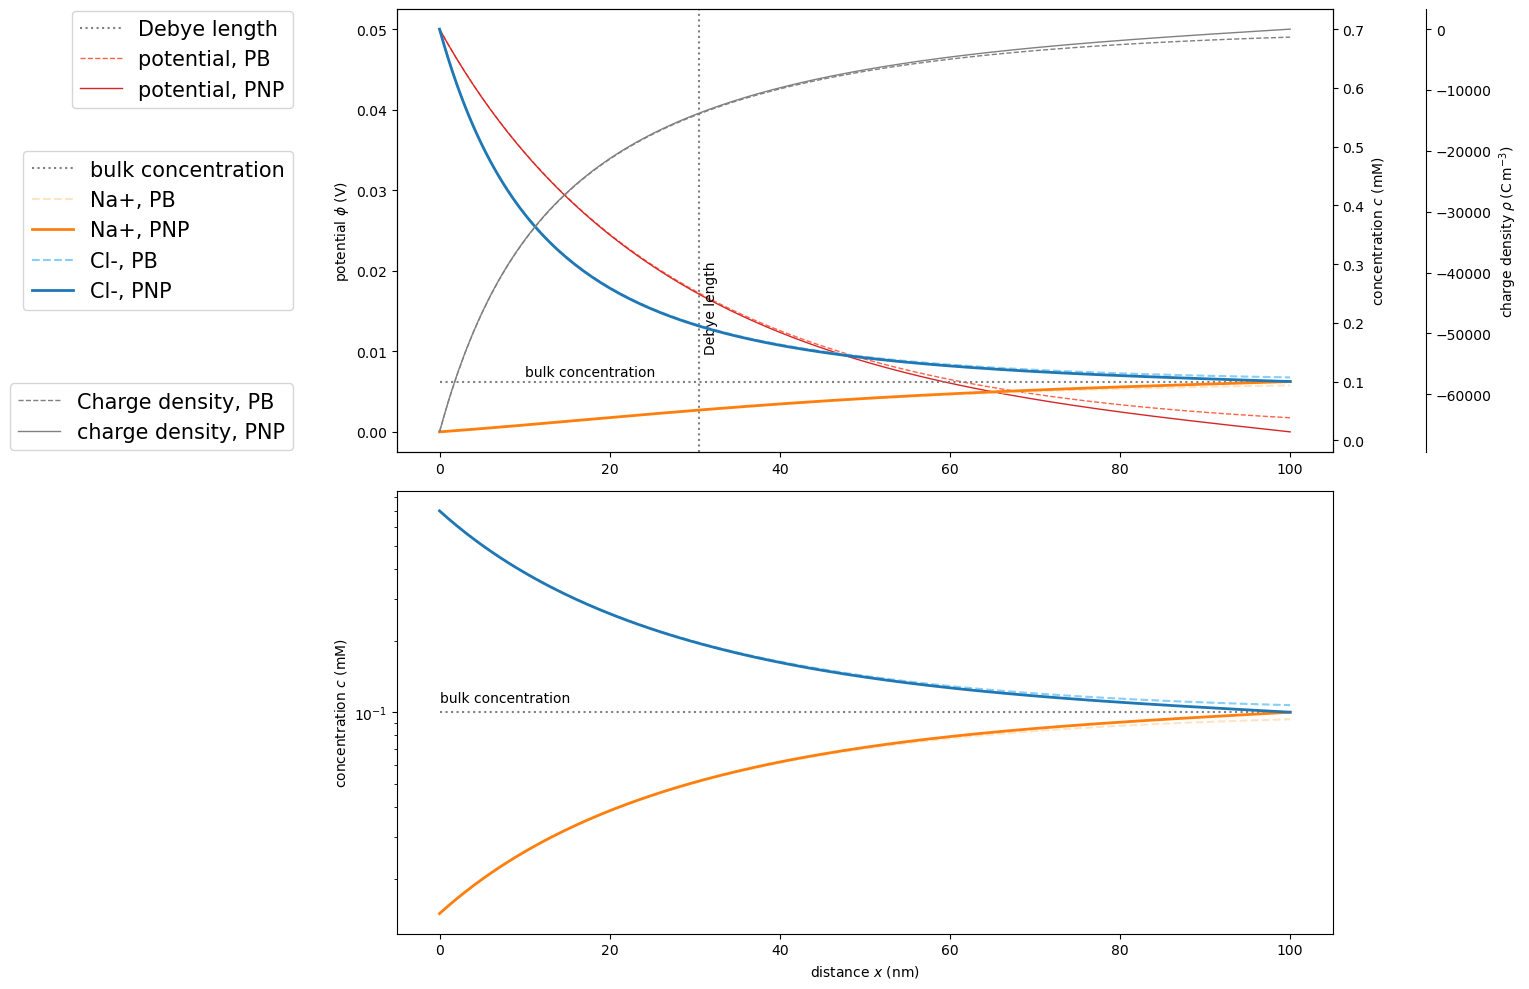 Debye length
potential, PB
potential, PNP
bulk concentration
Na+, PB
Na+, PNP
Cl-, PB
Cl-, PNP
Charge density, PB
charge density, PNP
0.05
0.04
0.03
0.02
0.01
0.00
potential ϕ (V)
bulk concentration
Debye length
0 20 40 60 80 100
0.7
0.6
0.5
0.4
0.3
0.2
0.1
0.0
concentration c (mM)
0
−10000
−20000
−30000
−40000
−50000
−60000
charge density ρ (C m⁻³)
10⁻¹
concentration c (mM)
bulk concentration
0 20 40 60 80 100
distance x (nm)